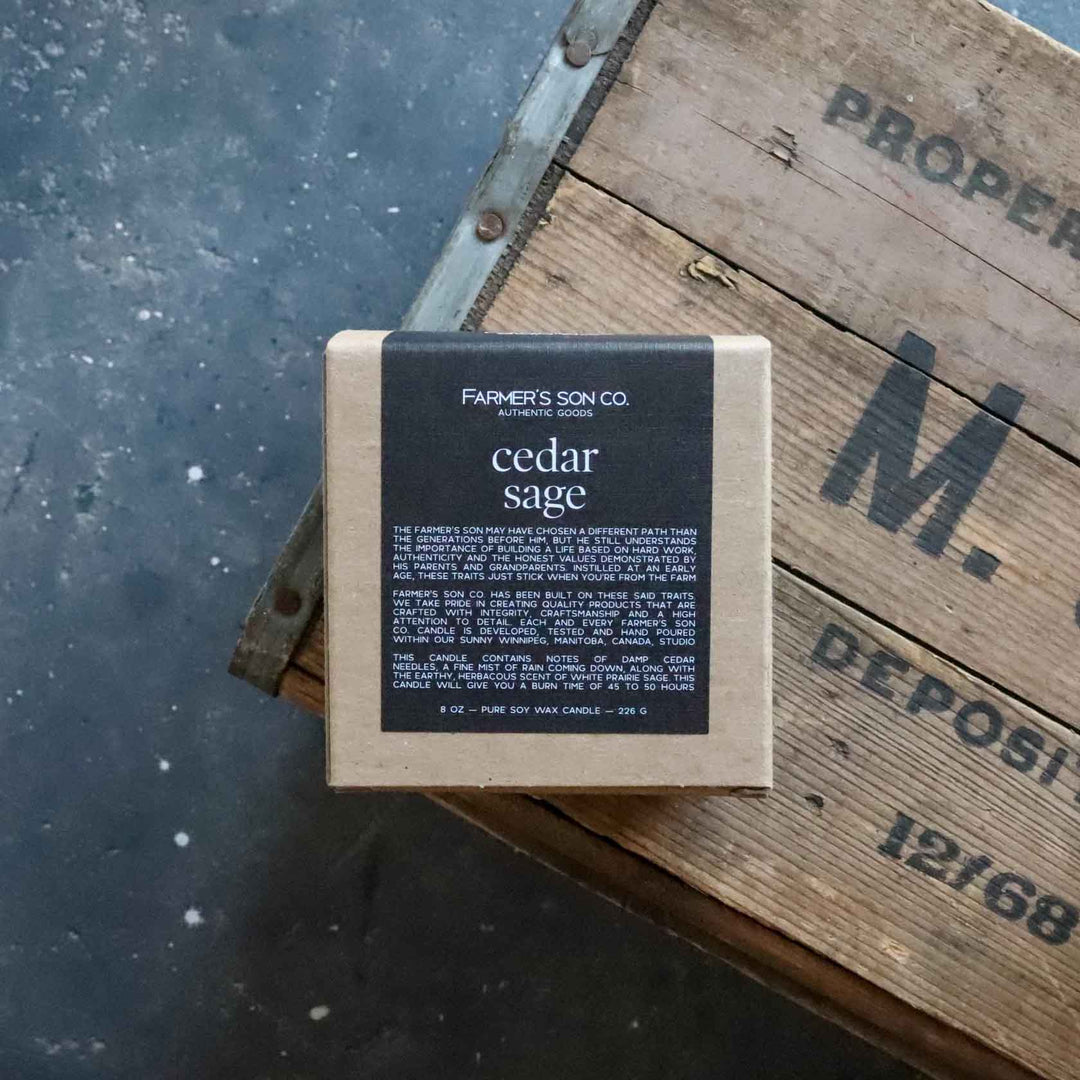 FARMER'S SON CO.
AUTHENTIC GOODS
cedar
sage
THE FARMER'S SON MAY HAVE CHOSEN A DIFFERENT PATH THAN
THE GENERATIONS BEFORE HIM, BUT HE STILL UNDERSTANDS
THE IMPORTANCE OF BUILDING A LIFE BASED ON HARD WORK,
AUTHENTICITY AND THE HONEST VALUES DEMONSTRATED BY
HIS PARENTS AND GRANDPARENTS. INSTILLED AT AN EARLY
AGE, THESE TRAITS JUST STICK WHEN YOU'RE FROM THE FARM
FARMER'S SON CO. HAS BEEN BUILT ON THESE SAID TRAITS.
WE TAKE PRIDE IN CREATING QUALITY PRODUCTS THAT ARE
CRAFTED WITH INTEGRITY, CRAFTSMANSHIP AND A HIGH
ATTENTION TO DETAIL. EACH AND EVERY FARMER'S SON
CO. CANDLE IS DEVELOPED, TESTED AND HAND POURED
WITHIN OUR SUNNY WINNIPEG, MANITOBA, CANADA, STUDIO
THIS CANDLE CONTAINS NOTES OF DAMP CEDAR
NEEDLES, A FINE MIST OF RAIN COMING DOWN, ALONG WITH
THE EARTHY, HERBACOUS SCENT OF WHITE PRAIRIE SAGE. THIS
CANDLE WILL GIVE YOU A BURN TIME OF 45 TO 50 HOURS
8 OZ — PURE SOY WAX CANDLE — 226 G
PROPER
M.
DEPOSIT
12/68